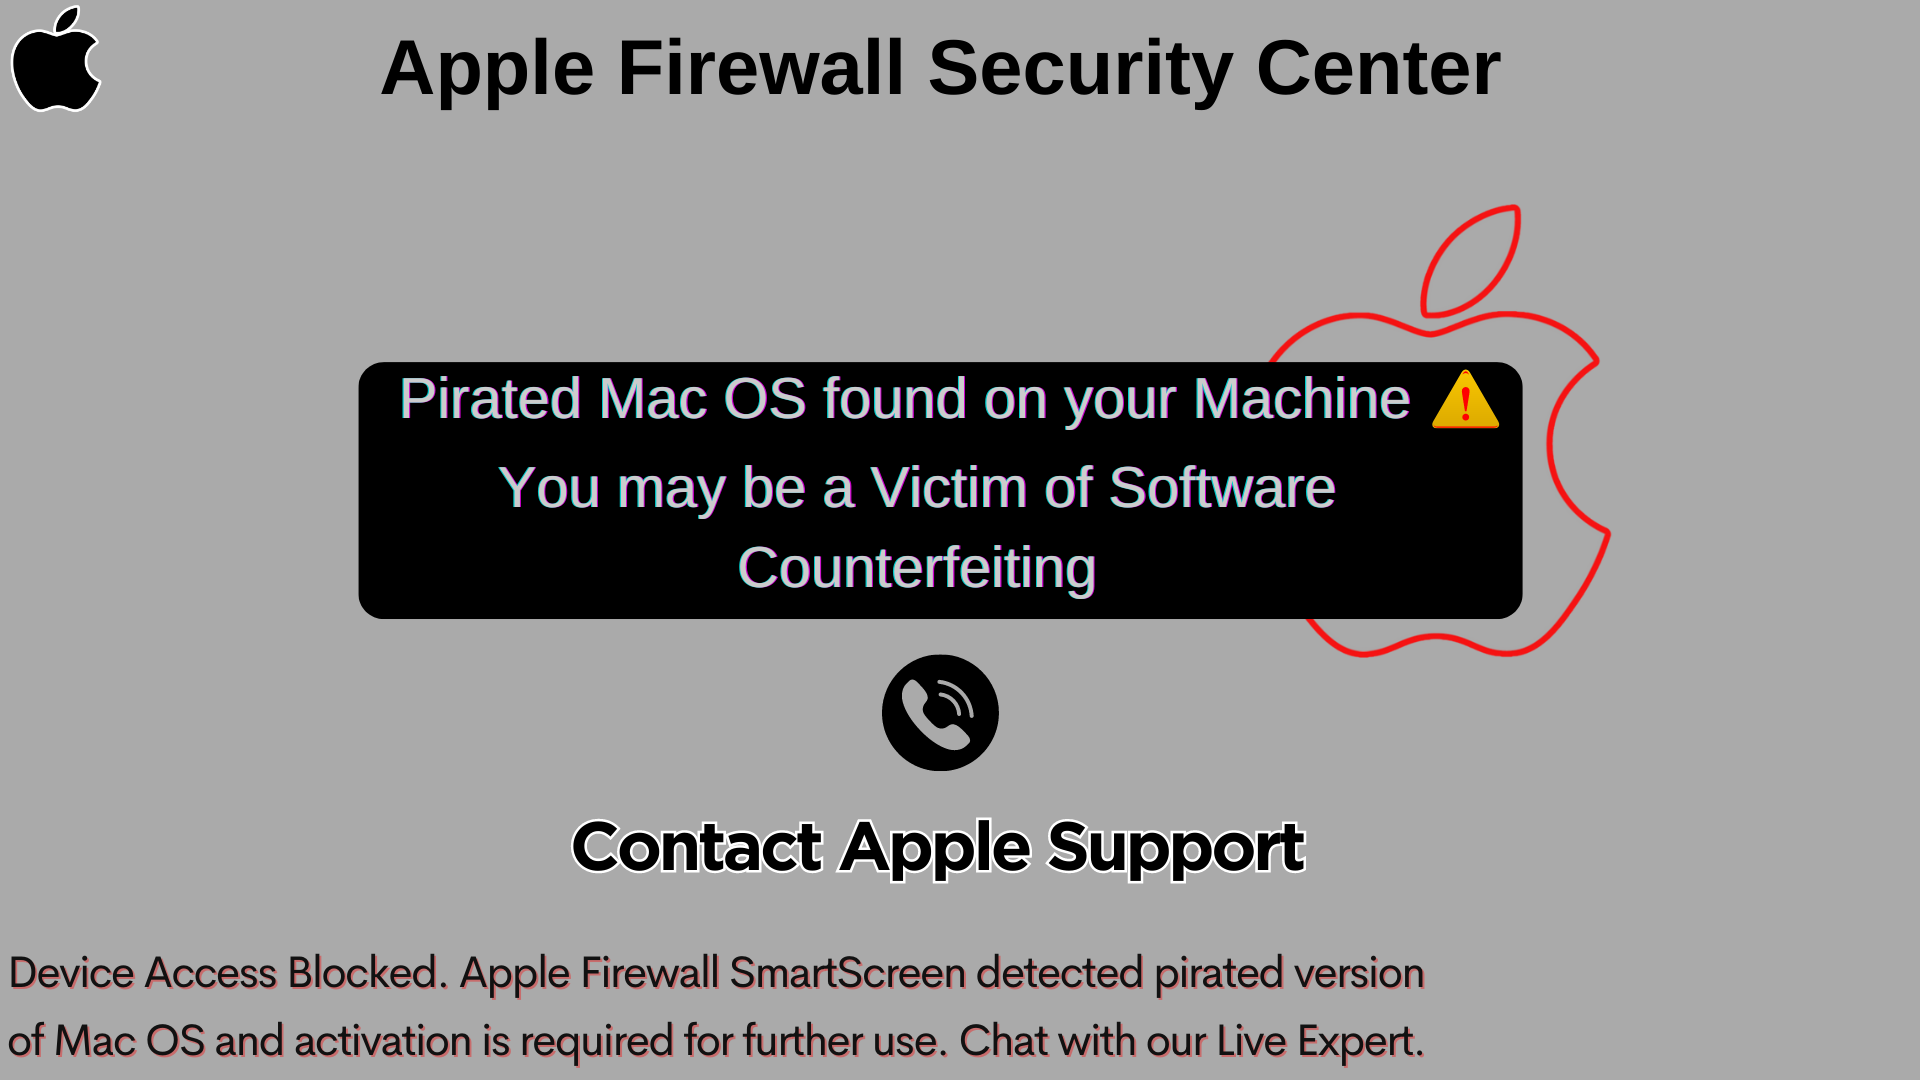 Apple Firewall Security Center
Pirated Mac OS found on your Machine ⚠️
You may be a Victim of Software
Counterfeiting
Contact Apple Support
Device Access Blocked. Apple Firewall SmartScreen detected pirated version
of Mac OS and activation is required for further use. Chat with our Live Expert.